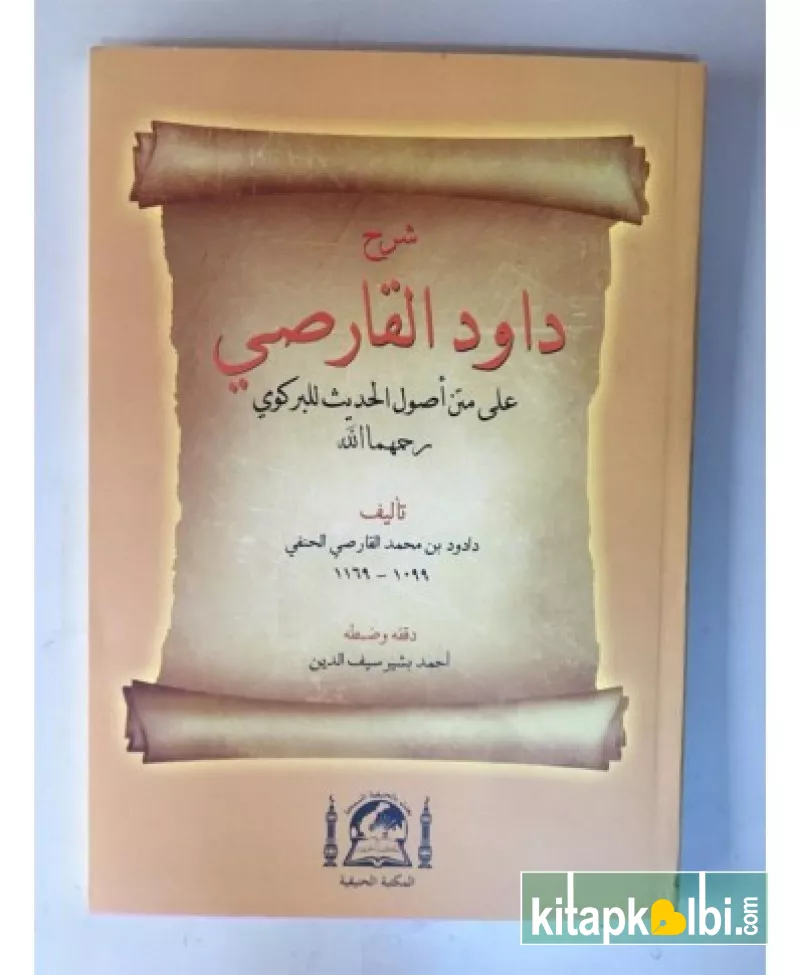 شرح
داود القارصي
على متن أصول الحديث للبركوي
رحمهما الله
تأليف
دادود بن محمد القارصي الحنفي
١٠٩٩ - ١١٦٩
دققه وضبطه
أحمد بشير سيف الدين
المكتبة الحنيفية
kitapkalbi.com